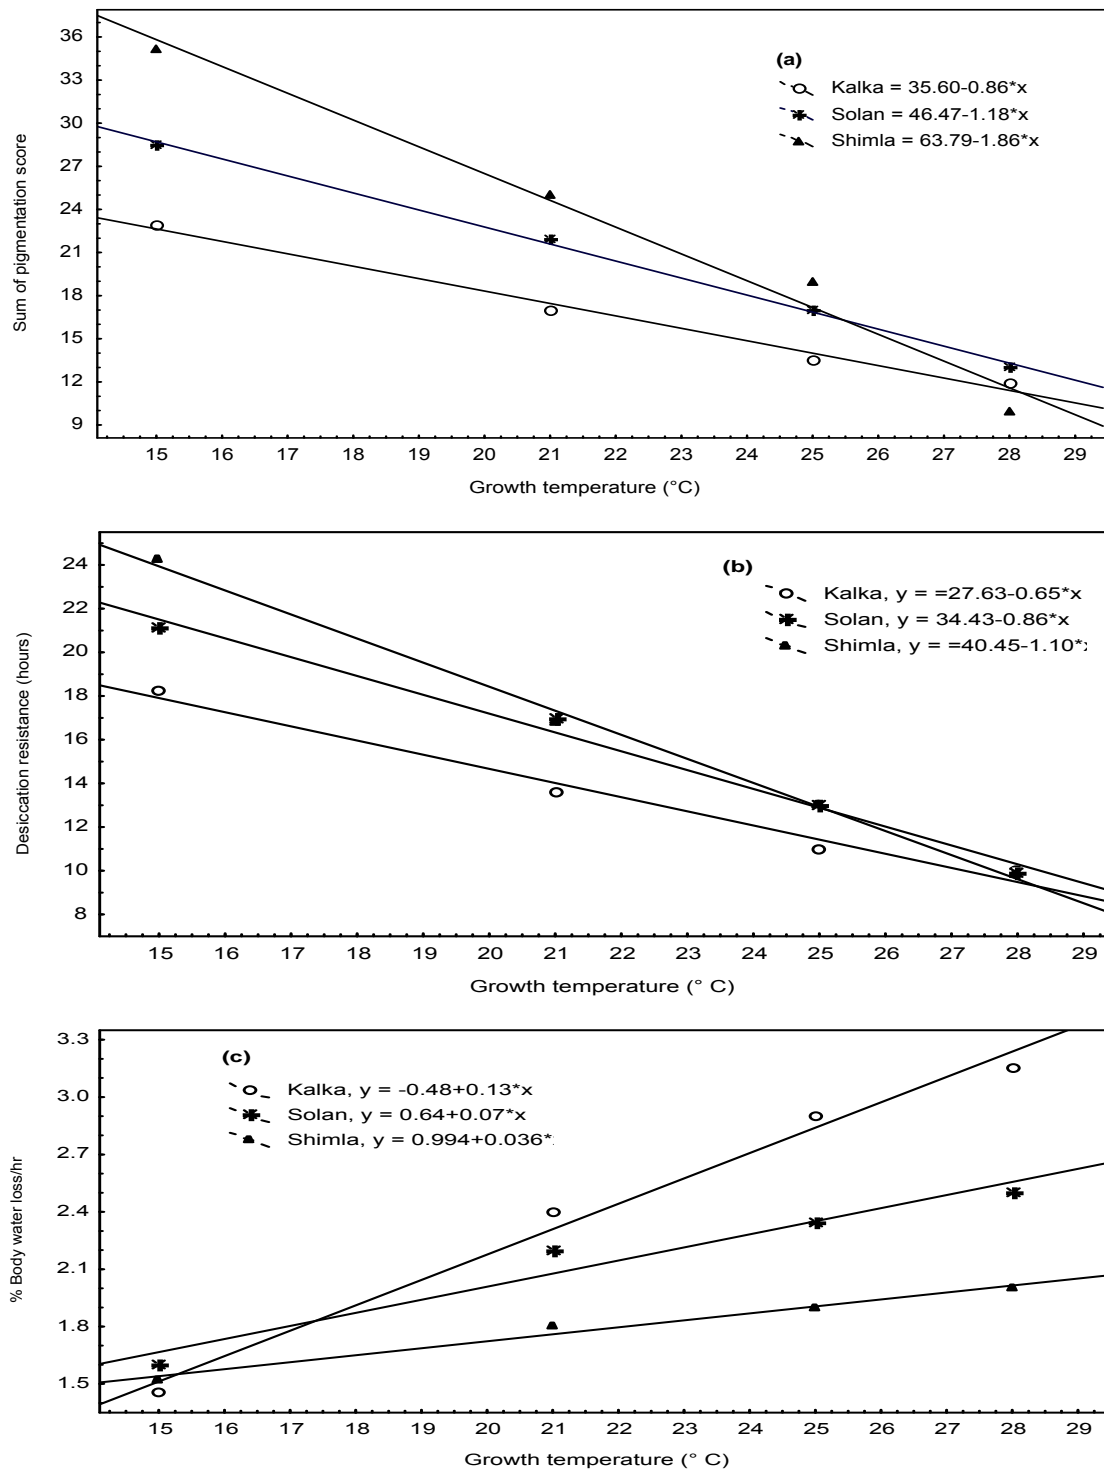 (a)
Kalka = 35.60-0.86*x
Solan = 46.47-1.18*x
Shimla = 63.79-1.86*x
Sum of pigmentation score
36
33
30
27
24
21
18
15
12
9
15 16 17 18 19 20 21 22 23 24 25 26 27 28 29
Growth temperature (°C)
(b)
Kalka, y = =27.63-0.65*x
Solan, y = 34.43-0.86*x
Shimla, y = =40.45-1.10*
Desiccation resistance (hours)
24
22
20
18
16
14
12
10
8
15 16 17 18 19 20 21 22 23 24 25 26 27 28 29
Growth temperature (° C)
(c)
Kalka, y = -0.48+0.13*x
Solan, y = 0.64+0.07*x
Shimla, y = 0.994+0.036*
% Body water loss/hr
3.3
3.0
2.7
2.4
2.1
1.8
1.5
15 16 17 18 19 20 21 22 23 24 25 26 27 28 29
Growth temperature (° C)